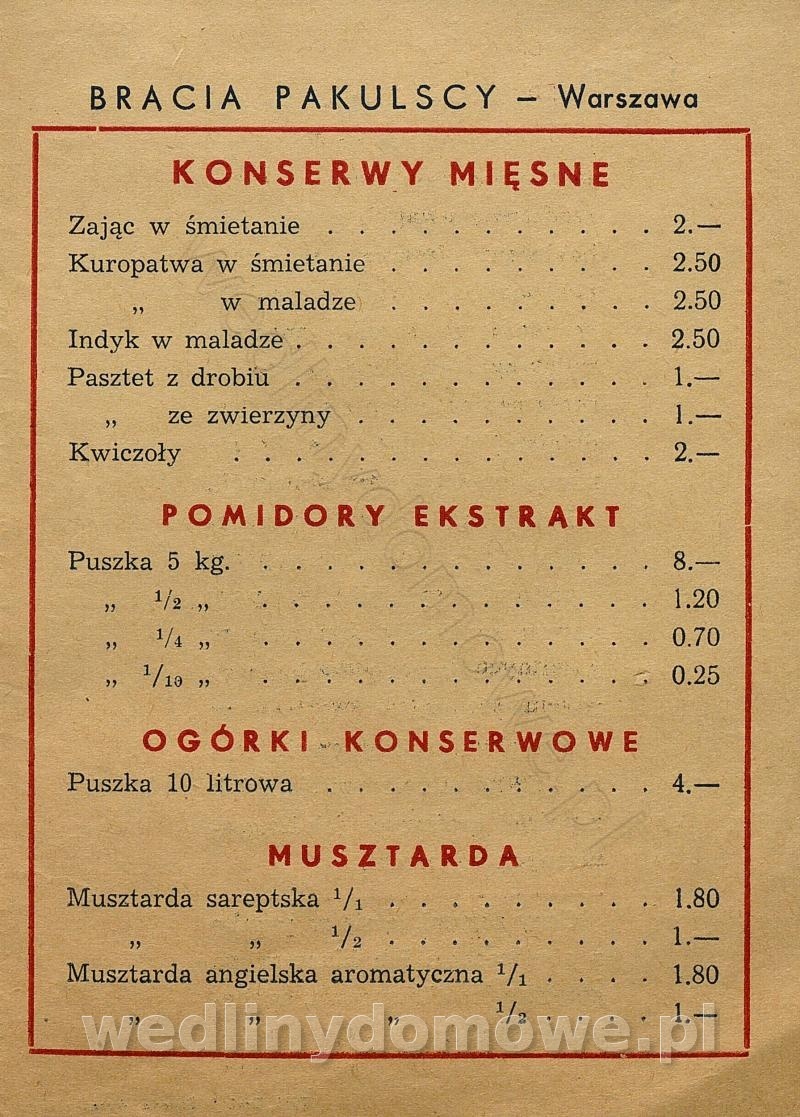 BRACIA PAKULSCY – Warszawa
KONSERWY MIĘSNE
Zając w śmietanie . . . . . . . . . . . 2.—
Kuropatwa w śmietanie . . . . . . . . . 2.50
„ w maladze . . . . . . . . . 2.50
Indyk w maladze . . . . . . . . . . . . 2.50
Pasztet z drobiu . . . . . . . . . . . . 1.—
„ ze zwierzyny . . . . . . . . . . 1.—
Kwiczoły . . . . . . . . . . . . . . 2.—
POMIDORY EKSTRAKT
Puszka 5 kg. . . . . . . . . . . . . . 8.—
„ 1/2 „ . . . . . . . . . . . . . 1.20
„ 1/4 „ . . . . . . . . . . . . . 0.70
„ 1/10 „ . . . . . . . . . . . . . 0.25
OGÓRKI KONSERWOWE
Puszka 10 litrowa . . . . . . . . . . . 4.—
MUSZTARDA
Musztarda sareptska 1/1 . . . . . . . . . 1.80
„ „ 1/2 . . . . . . . . . 1.—
Musztarda angielska aromatyczna 1/1 . . . . 1.80
„ „ „ 1/2 . . . . 1.—
wedlinydomowe.pl
wedlinydomowe.pl